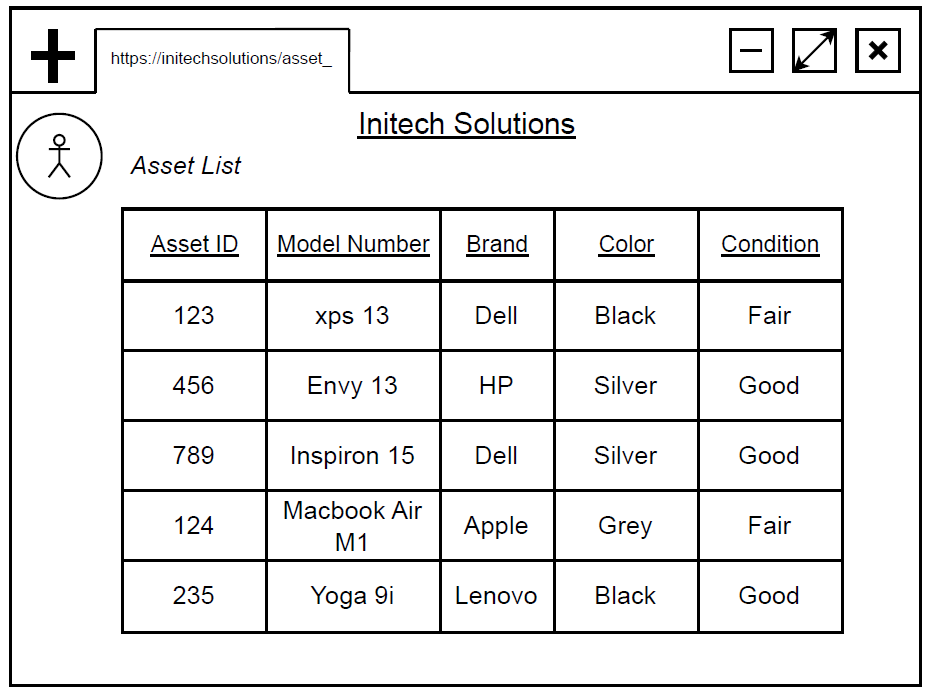 https://initechsolutions/asset_
Initech Solutions
Asset List
Asset ID Model Number Brand Color Condition
123 xps 13 Dell Black Fair
456 Envy 13 HP Silver Good
789 Inspiron 15 Dell Silver Good
124 Macbook Air M1 Apple Grey Fair
235 Yoga 9i Lenovo Black Good